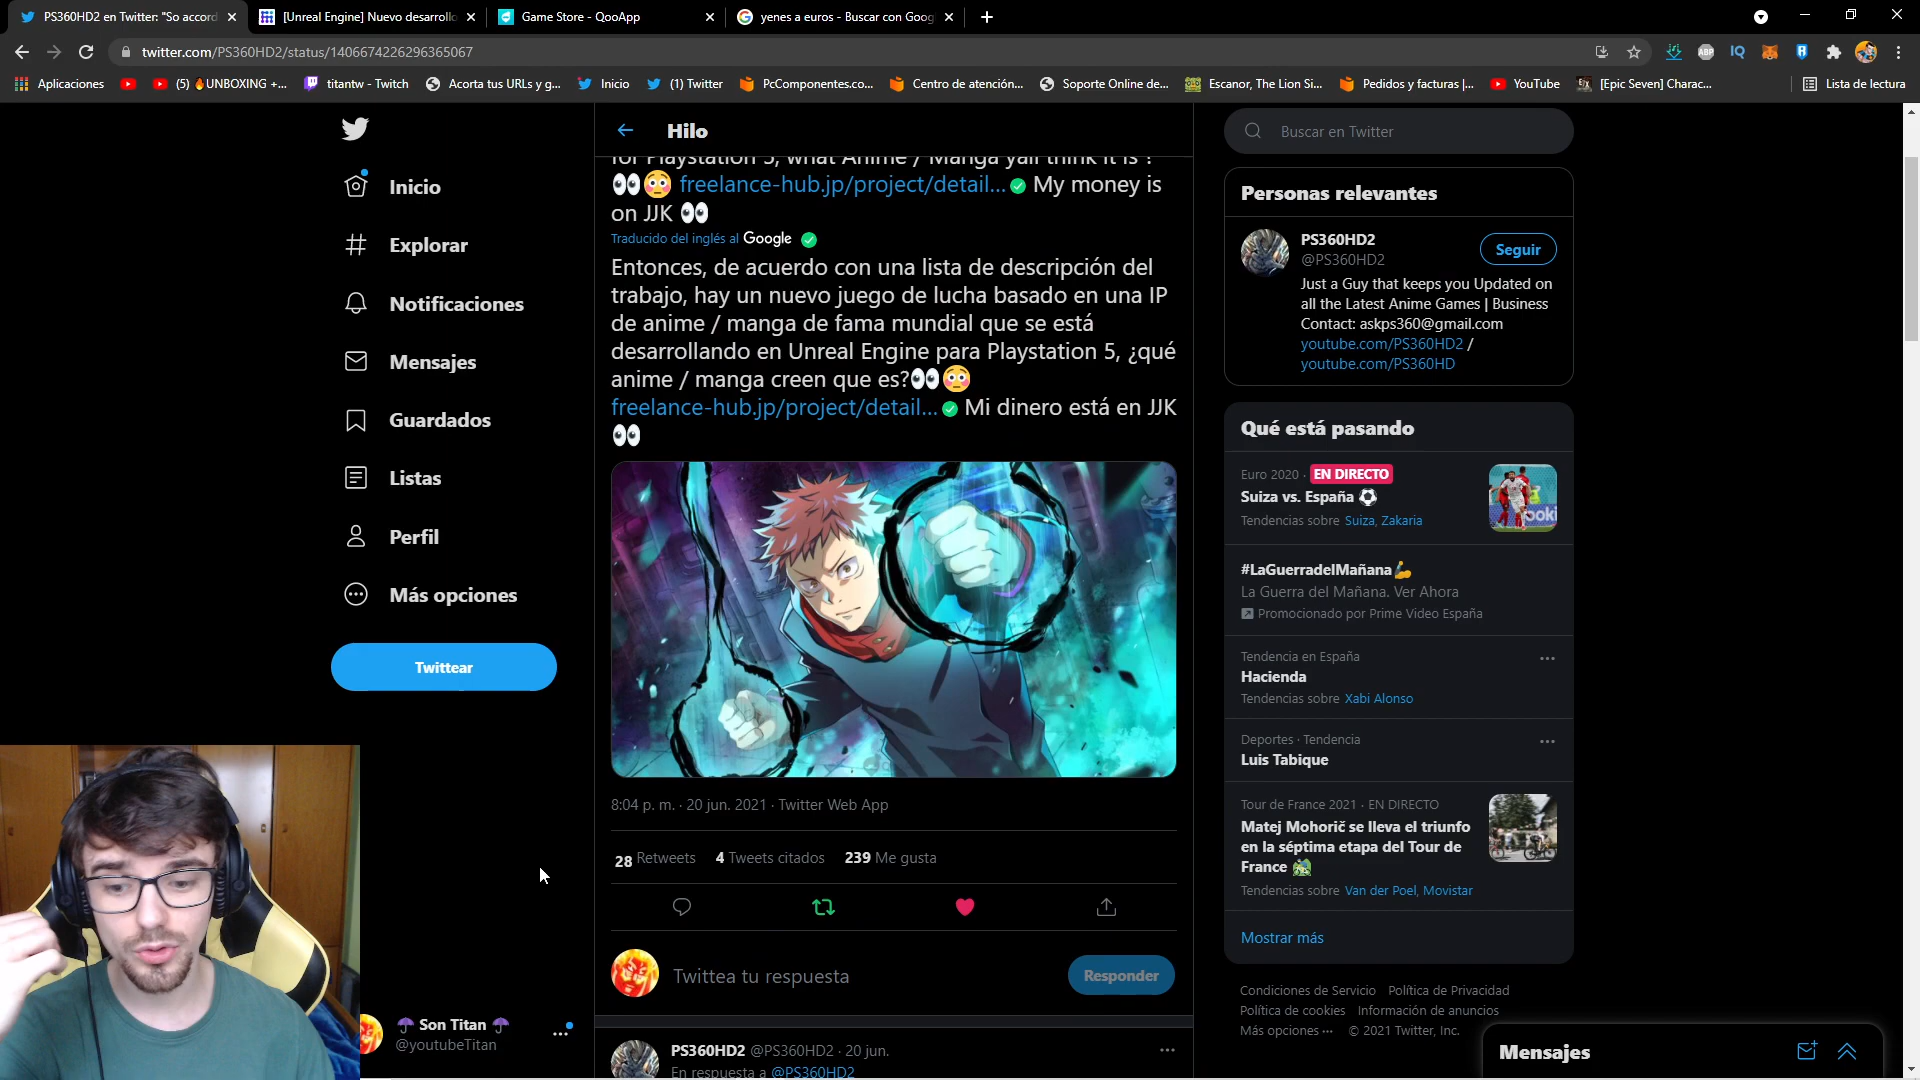 PS360HD2 en Twitter: "So accord
[Unreal Engine] Nuevo desarrollo
Game Store - QooApp
yenes a euros - Buscar con Goog
twitter.com/PS360HD2/status/1406674226296365067
ABP
IQ
Aplicaciones
(5) 🔥UNBOXING +...
titantw - Twitch
Acorta tus URLs y g...
Inicio
(1) Twitter
PcComponentes.co...
Centro de atención...
Soporte Online de...
Escanor, The Lion Si...
Pedidos y facturas |...
YouTube
[Epic Seven] Charac...
Lista de lectura
Inicio
Explorar
Notificaciones
Mensajes
Guardados
Listas
Perfil
Más opciones
Twittear
☂ Son Titan ☂
@youtubeTitan
Hilo
for Playstation 5, what Anime / Manga yall think it is ?
👀😳 freelance-hub.jp/project/detail... My money is
on JJK 👀
Traducido del inglés al Google
Entonces, de acuerdo con una lista de descripción del
trabajo, hay un nuevo juego de lucha basado en una IP
de anime / manga de fama mundial que se está
desarrollando en Unreal Engine para Playstation 5, ¿qué
anime / manga creen que es?👀😳
freelance-hub.jp/project/detail... Mi dinero está en JJK
👀
8:04 p. m. · 20 jun. 2021 · Twitter Web App
28 Retweets 4 Tweets citados 239 Me gusta
Twittea tu respuesta
Responder
PS360HD2 @PS360HD2 · 20 jun.
En respuesta a @PS360HD2
Buscar en Twitter
Personas relevantes
PS360HD2
@PS360HD2
Seguir
Just a Guy that keeps you Updated on
all the Latest Anime Games | Business
Contact: askps360@gmail.com
youtube.com/PS360HD2 /
youtube.com/PS360HD
Qué está pasando
Euro 2020 · EN DIRECTO
Suiza vs. España ⚽
Tendencias sobre Suiza, Zakaria
#LaGuerradelMañana
La Guerra del Mañana. Ver Ahora
Promocionado por Prime Video España
Tendencia en España
Hacienda
Tendencias sobre Xabi Alonso
Deportes · Tendencia
Luis Tabique
Tour de France 2021 · EN DIRECTO
Matej Mohorič se lleva el triunfo
en la séptima etapa del Tour de
France
Tendencias sobre Van der Poel, Movistar
Mostrar más
Condiciones de Servicio Política de Privacidad
Política de cookies Información de anuncios
Más opciones ··· © 2021 Twitter, Inc.
Mensajes